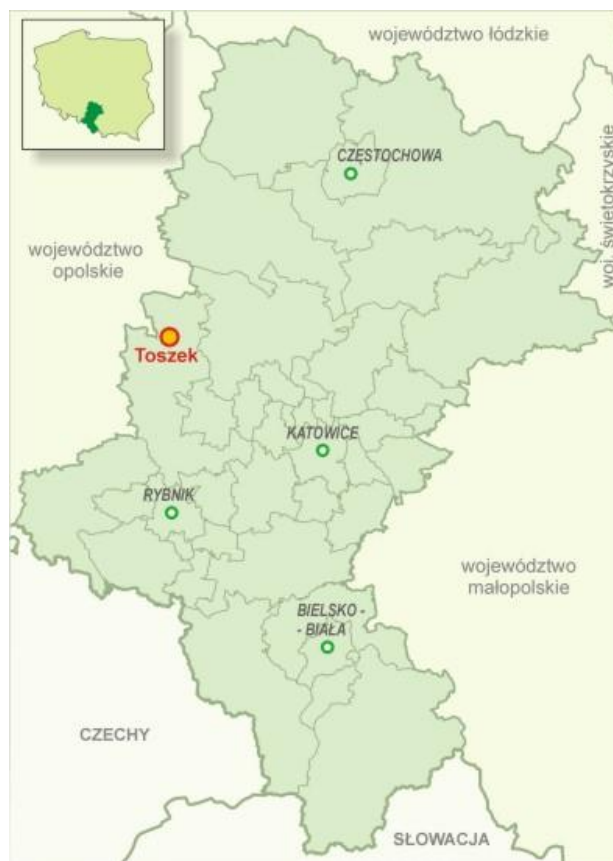 województwo łódzkie
CZĘSTOCHOWA
woj. świętokrzyskie
województwo
opolskie
Toszek
KATOWICE
RYBNIK
województwo
małopolskie
BIELSKO -
- BIAŁA
CZECHY
SŁOWACJA